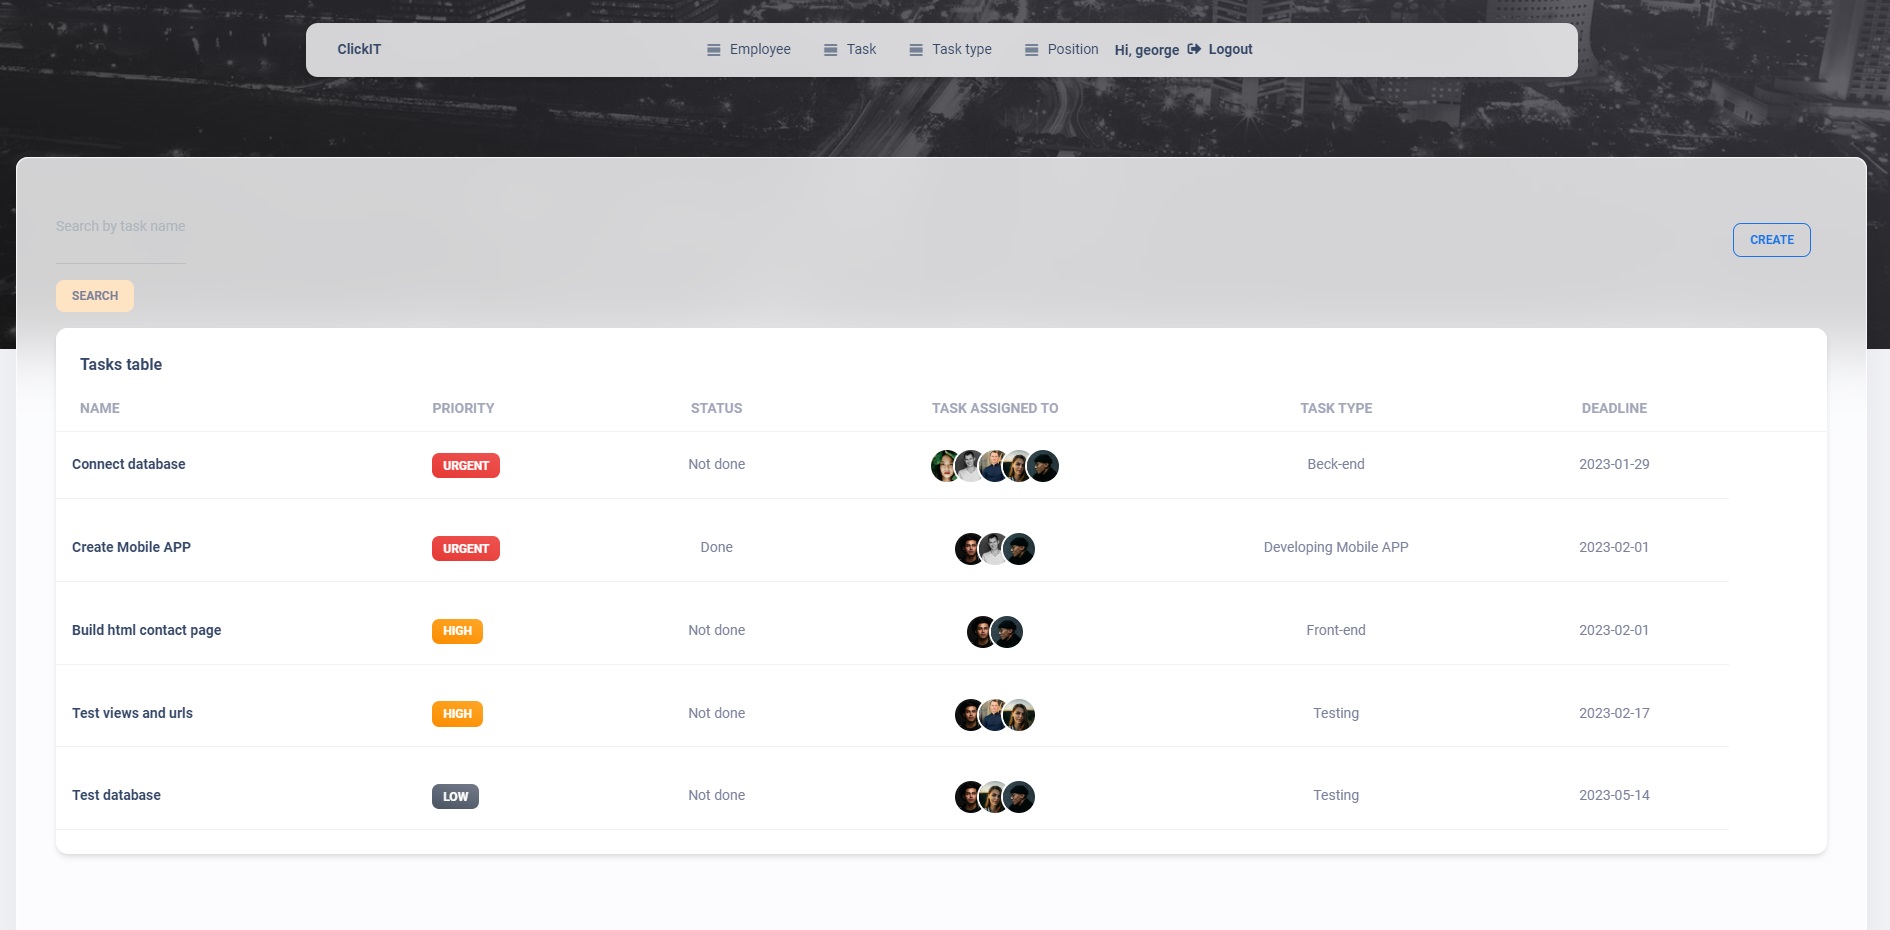 ClickIT Employee Task Task type Position Hi, george Logout
Search by task name
CREATE
SEARCH
Tasks table
NAME PRIORITY STATUS TASK ASSIGNED TO TASK TYPE DEADLINE
Connect database URGENT Not done Beck-end 2023-01-29
Create Mobile APP URGENT Done Developing Mobile APP 2023-02-01
Build html contact page HIGH Not done Front-end 2023-02-01
Test views and urls HIGH Not done Testing 2023-02-17
Test database LOW Not done Testing 2023-05-14